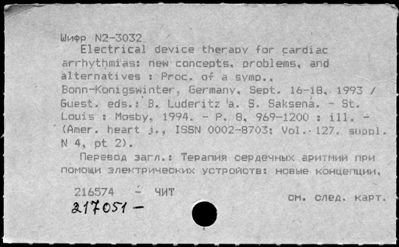 Шифр N2-3032
Electrical device therapy for cardiac
arrhythmias: new concepts, problems, and
alternatives : Proc. of a symp.,
Bonn-Konigswinter, Germany, Sept. 16-18, 1993 /
Guest. eds.: B. Luderitz a. S. Saksena. - St.
Louis : Mosby, 1994. - P. 8, 969-1200 : ill. -
(Amer. heart j., ISSN 0002-8703; Vol. 127, suppl.
N 4, pt 2).
Перевод загл.: Терапия сердечных аритмий при
помощи электрических устройств: новые концепции,
216574 - ЧИТ
см. след. карт.
217051 -